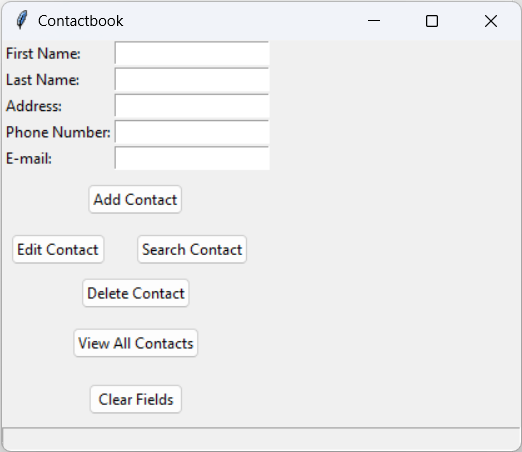 Contactbook
First Name:
Last Name:
Address:
Phone Number:
E-mail:
Add Contact
Edit Contact Search Contact
Delete Contact
View All Contacts
Clear Fields